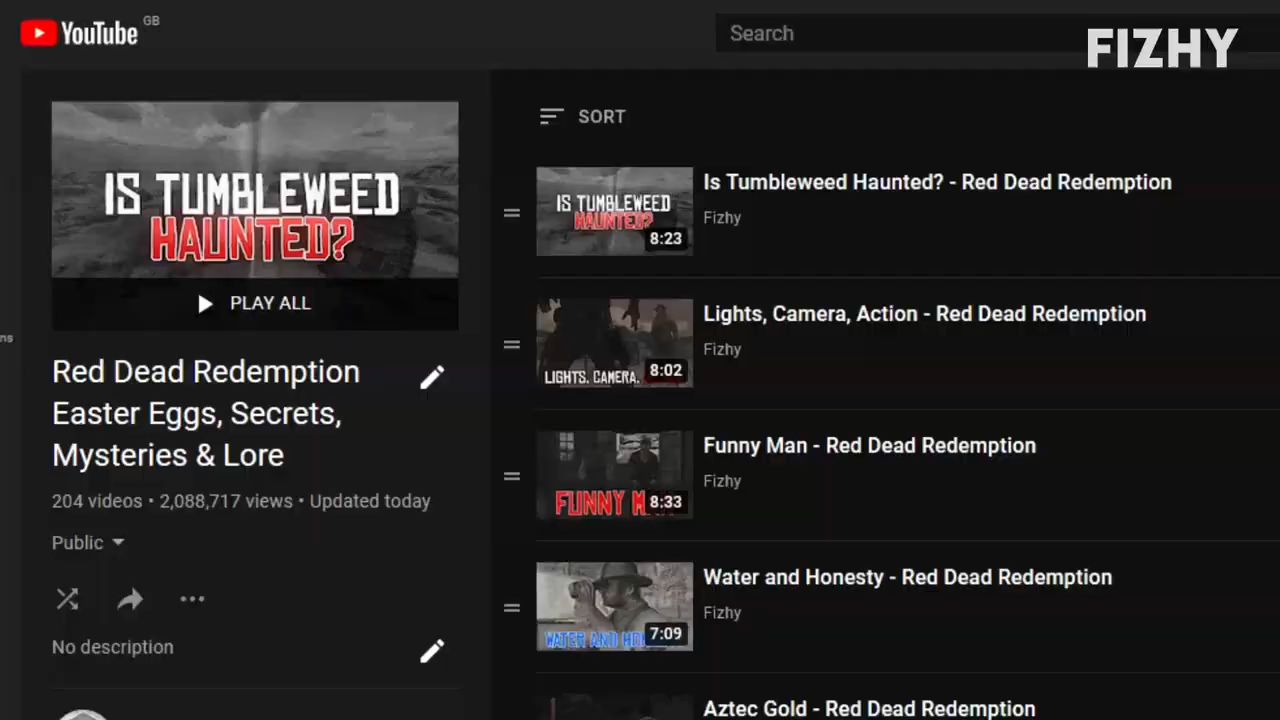 YouTube GB
Search
FIZHY
IS TUMBLEWEED
HAUNTED?
PLAY ALL
Red Dead Redemption
Easter Eggs, Secrets,
Mysteries & Lore
204 videos • 2,088,717 views • Updated today
Public
No description
ns
SORT
IS TUMBLEWEED
HAUNTED?
8:23
Is Tumbleweed Haunted? - Red Dead Redemption
Fizhy
LIGHTS, CAMERA,
8:02
Lights, Camera, Action - Red Dead Redemption
Fizhy
FUNNY M
8:33
Funny Man - Red Dead Redemption
Fizhy
WATER AND HO
7:09
Water and Honesty - Red Dead Redemption
Fizhy
Aztec Gold - Red Dead Redemption